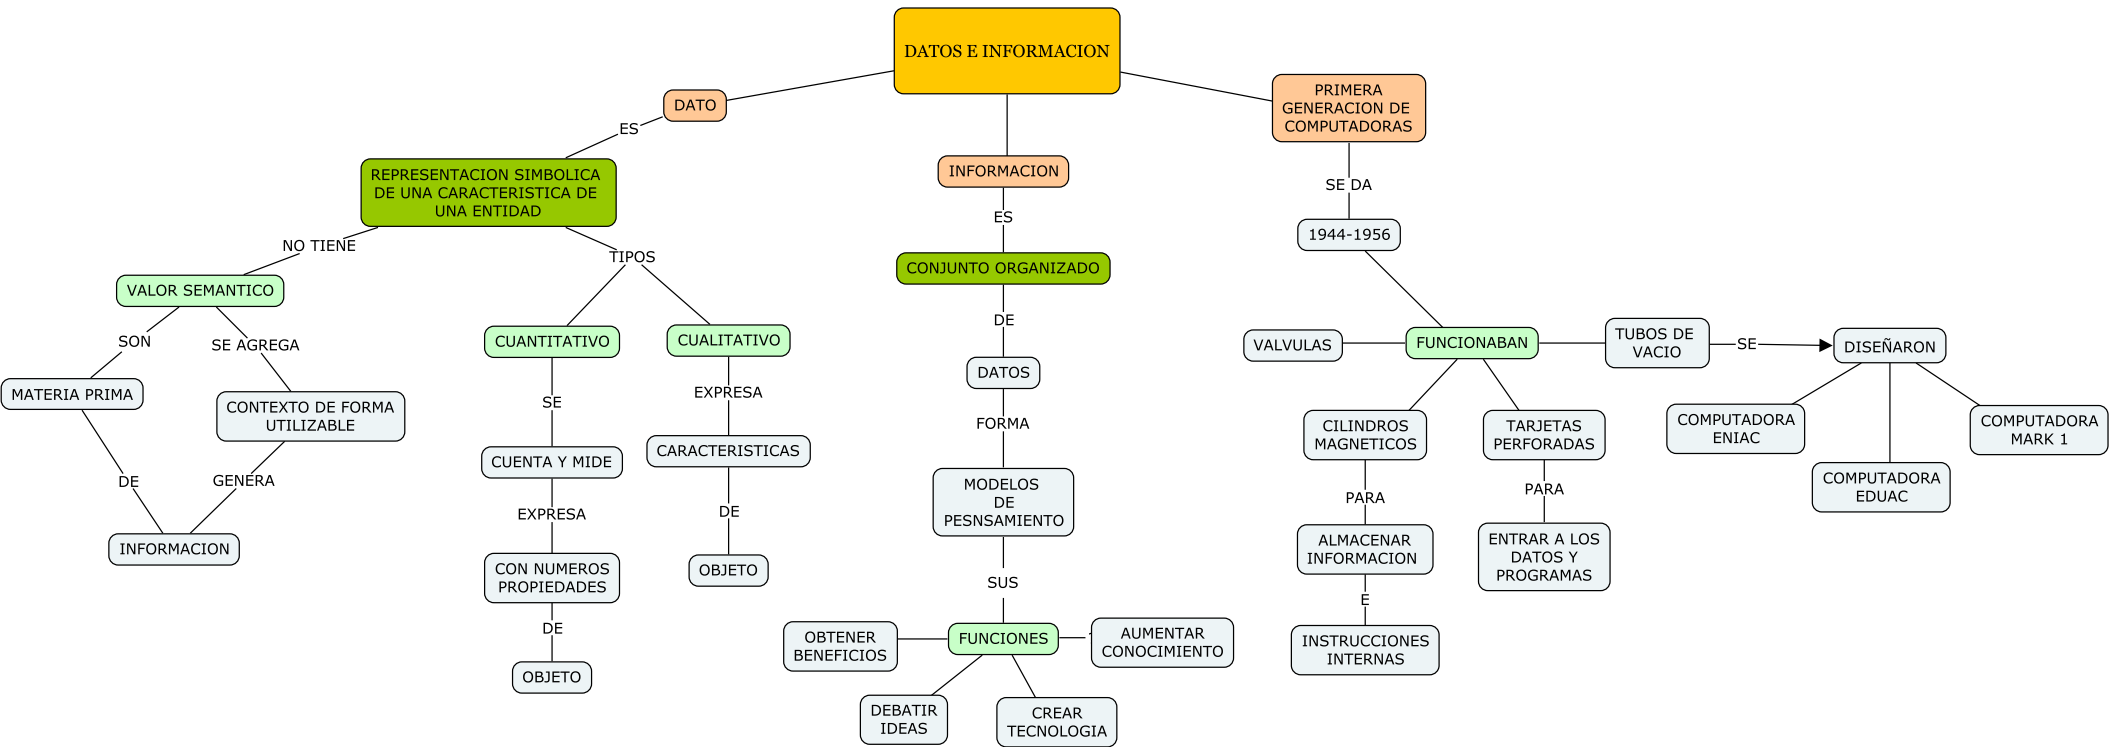 DATOS E INFORMACION
DATO
ES
REPRESENTACION SIMBOLICA
DE UNA CARACTERISTICA DE
UNA ENTIDAD
NO TIENE
VALOR SEMANTICO
SON
MATERIA PRIMA
DE
SE AGREGA
CONTEXTO DE FORMA
UTILIZABLE
GENERA
INFORMACION
TIPOS
CUANTITATIVO
SE
CUENTA Y MIDE
EXPRESA
CON NUMEROS
PROPIEDADES
DE
OBJETO
CUALITATIVO
EXPRESA
CARACTERISTICAS
DE
OBJETO
INFORMACION
ES
CONJUNTO ORGANIZADO
DE
DATOS
FORMA
MODELOS
DE
PESNSAMIENTO
SUS
FUNCIONES
OBTENER
BENEFICIOS
DEBATIR
IDEAS
CREAR
TECNOLOGIA
AUMENTAR
CONOCIMIENTO
PRIMERA
GENERACION DE
COMPUTADORAS
SE DA
1944-1956
FUNCIONABAN
VALVULAS
CILINDROS
MAGNETICOS
PARA
ALMACENAR
INFORMACION
E
INSTRUCCIONES
INTERNAS
TARJETAS
PERFORADAS
PARA
ENTRAR A LOS
DATOS Y
PROGRAMAS
TUBOS DE
VACIO
SE
DISEÑARON
COMPUTADORA
ENIAC
COMPUTADORA
EDUAC
COMPUTADORA
MARK 1